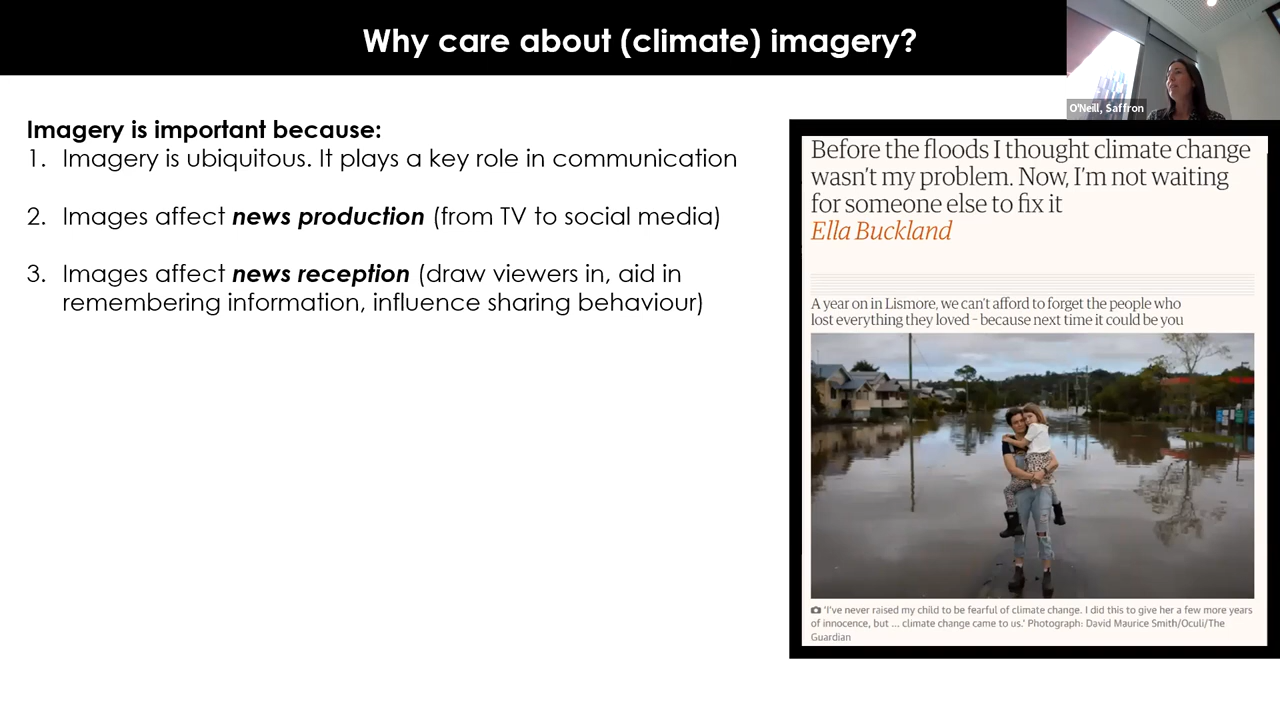 Why care about (climate) imagery?
O'Neill, Saffron
Imagery is important because:
1. Imagery is ubiquitous. It plays a key role in communication
2. Images affect news production (from TV to social media)
3. Images affect news reception (draw viewers in, aid in
remembering information, influence sharing behaviour)
Before the floods I thought climate change
wasn't my problem. Now, I'm not waiting
for someone else to fix it
Ella Buckland
A year on in Lismore, we can't afford to forget the people who
lost everything they loved – because next time it could be you
'I've never raised my child to be fearful of climate change. I did this to give her a few more years
of innocence, but ... climate change came to us.' Photograph: David Maurice Smith/Oculi/The
Guardian